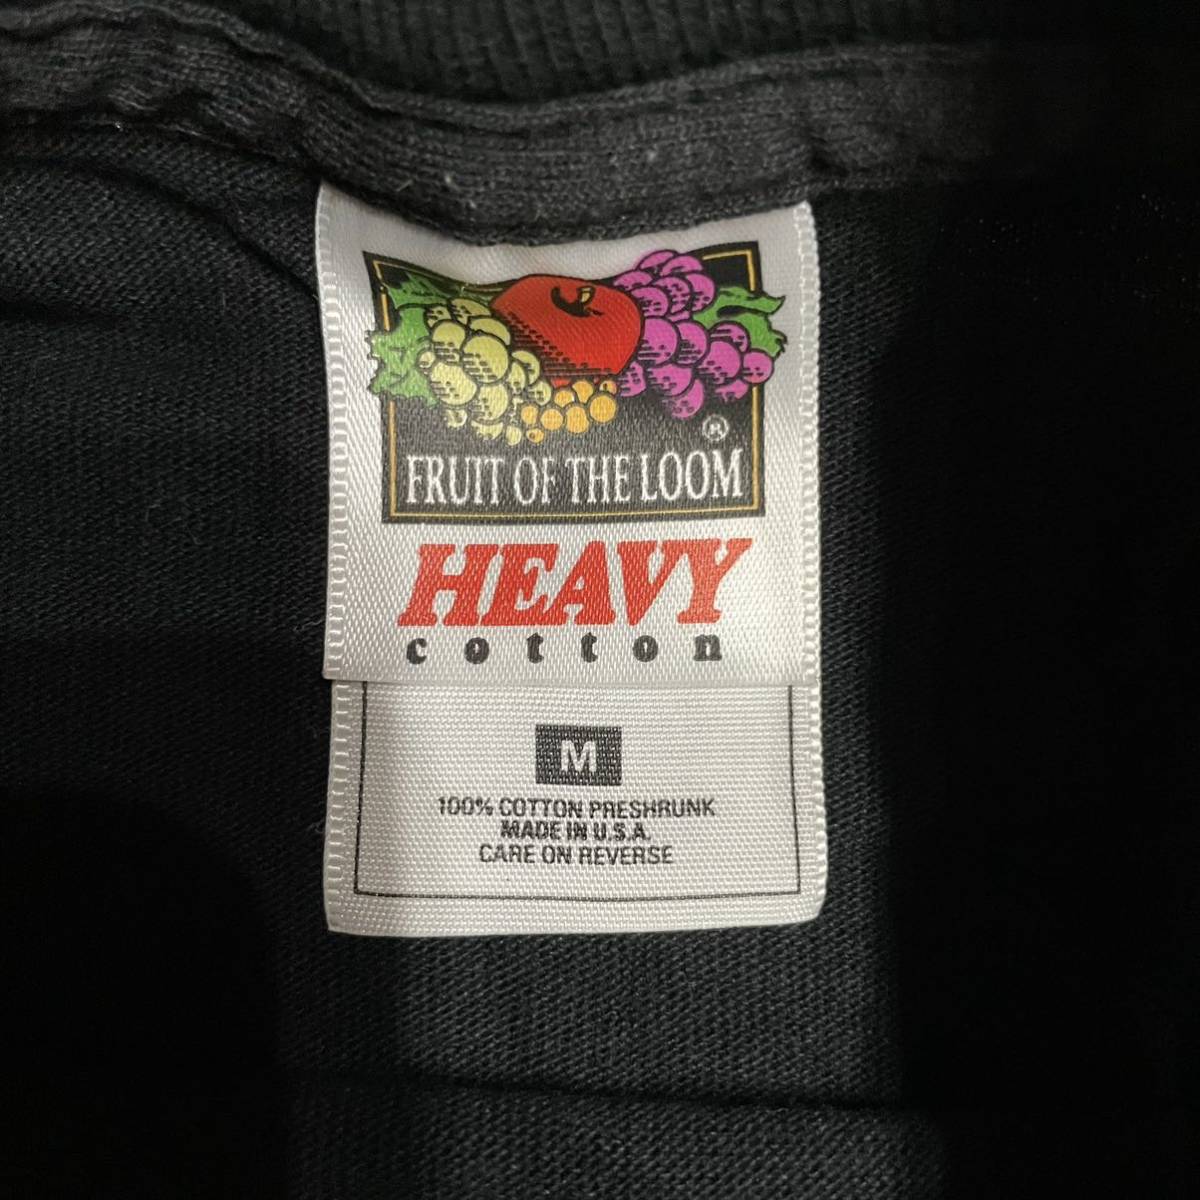 ®
FRUIT OF THE LOOM
HEAVY
cotton
M
100% COTTON PRESHRUNK
MADE IN U.S.A.
CARE ON REVERSE